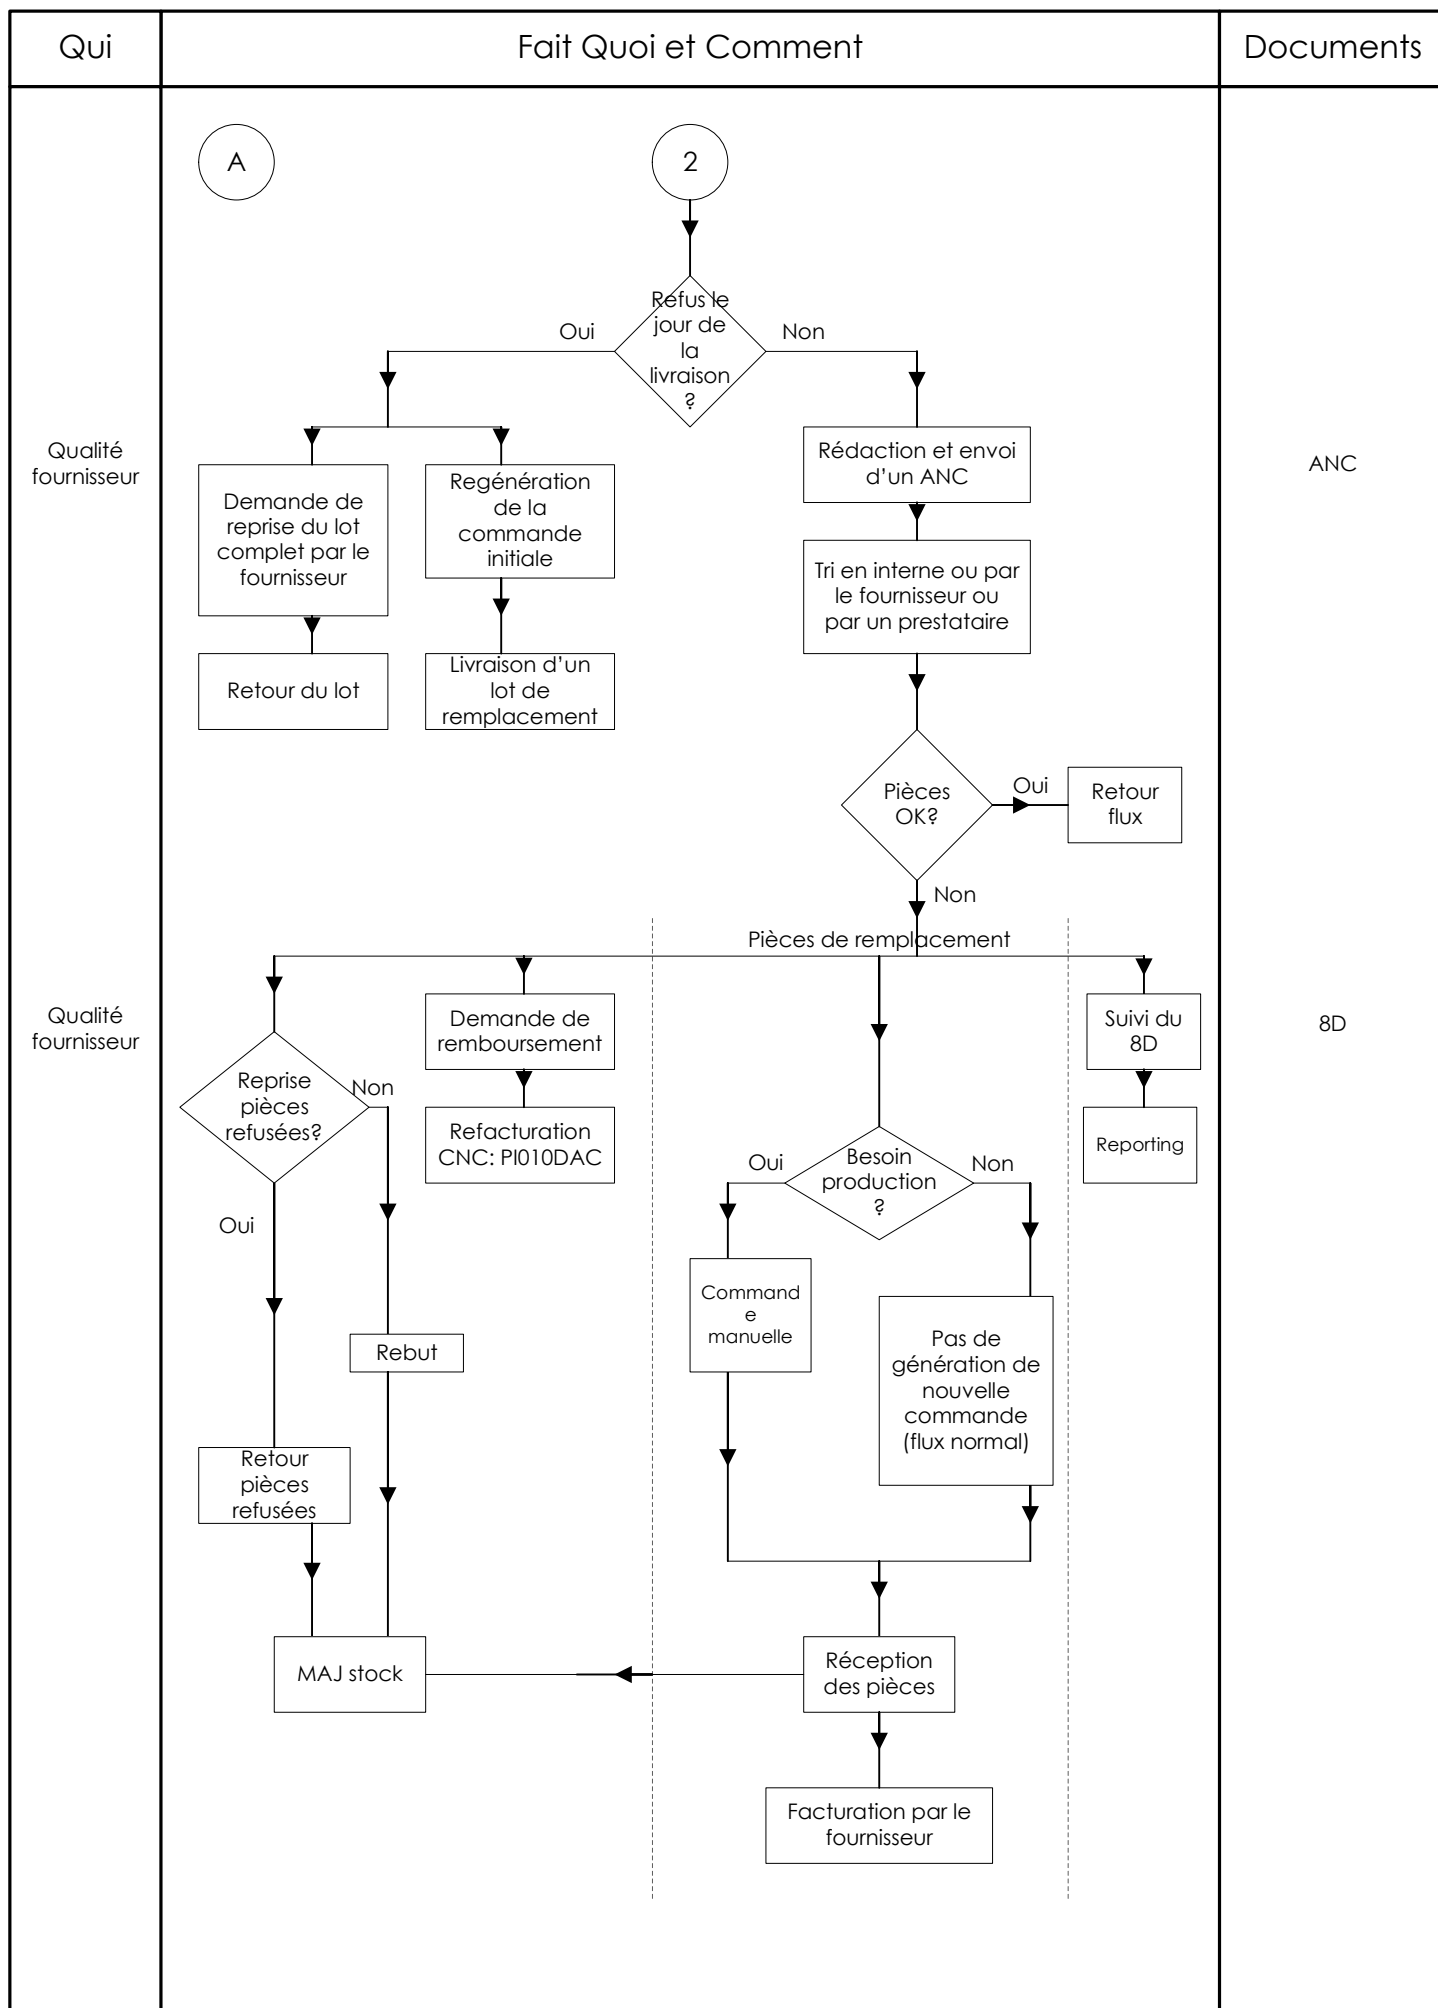 Qui
Fait Quoi et Comment
Documents
A
2
Refus le
jour de
la
livraison
?
Oui
Non
Qualité
fournisseur
Demande de
reprise du lot
complet par le
fournisseur
Regénération
de la
commande
initiale
Rédaction et envoi
d'un ANC
ANC
Tri en interne ou par
le fournisseur ou
par un prestataire
Retour du lot
Livraison d'un
lot de
remplacement
Pièces
OK?
Oui
Retour
flux
Non
Pièces de remplacement
Qualité
fournisseur
Demande de
remboursement
Suivi du
8D
8D
Reprise
pièces
refusées?
Non
Refacturation
CNC: PI010DAC
Reporting
Oui
Besoin
production
?
Non
Oui
Command
e
manuelle
Rebut
Pas de
génération de
nouvelle
commande
(flux normal)
Retour
pièces
refusées
MAJ stock
Réception
des pièces
Facturation par le
fournisseur